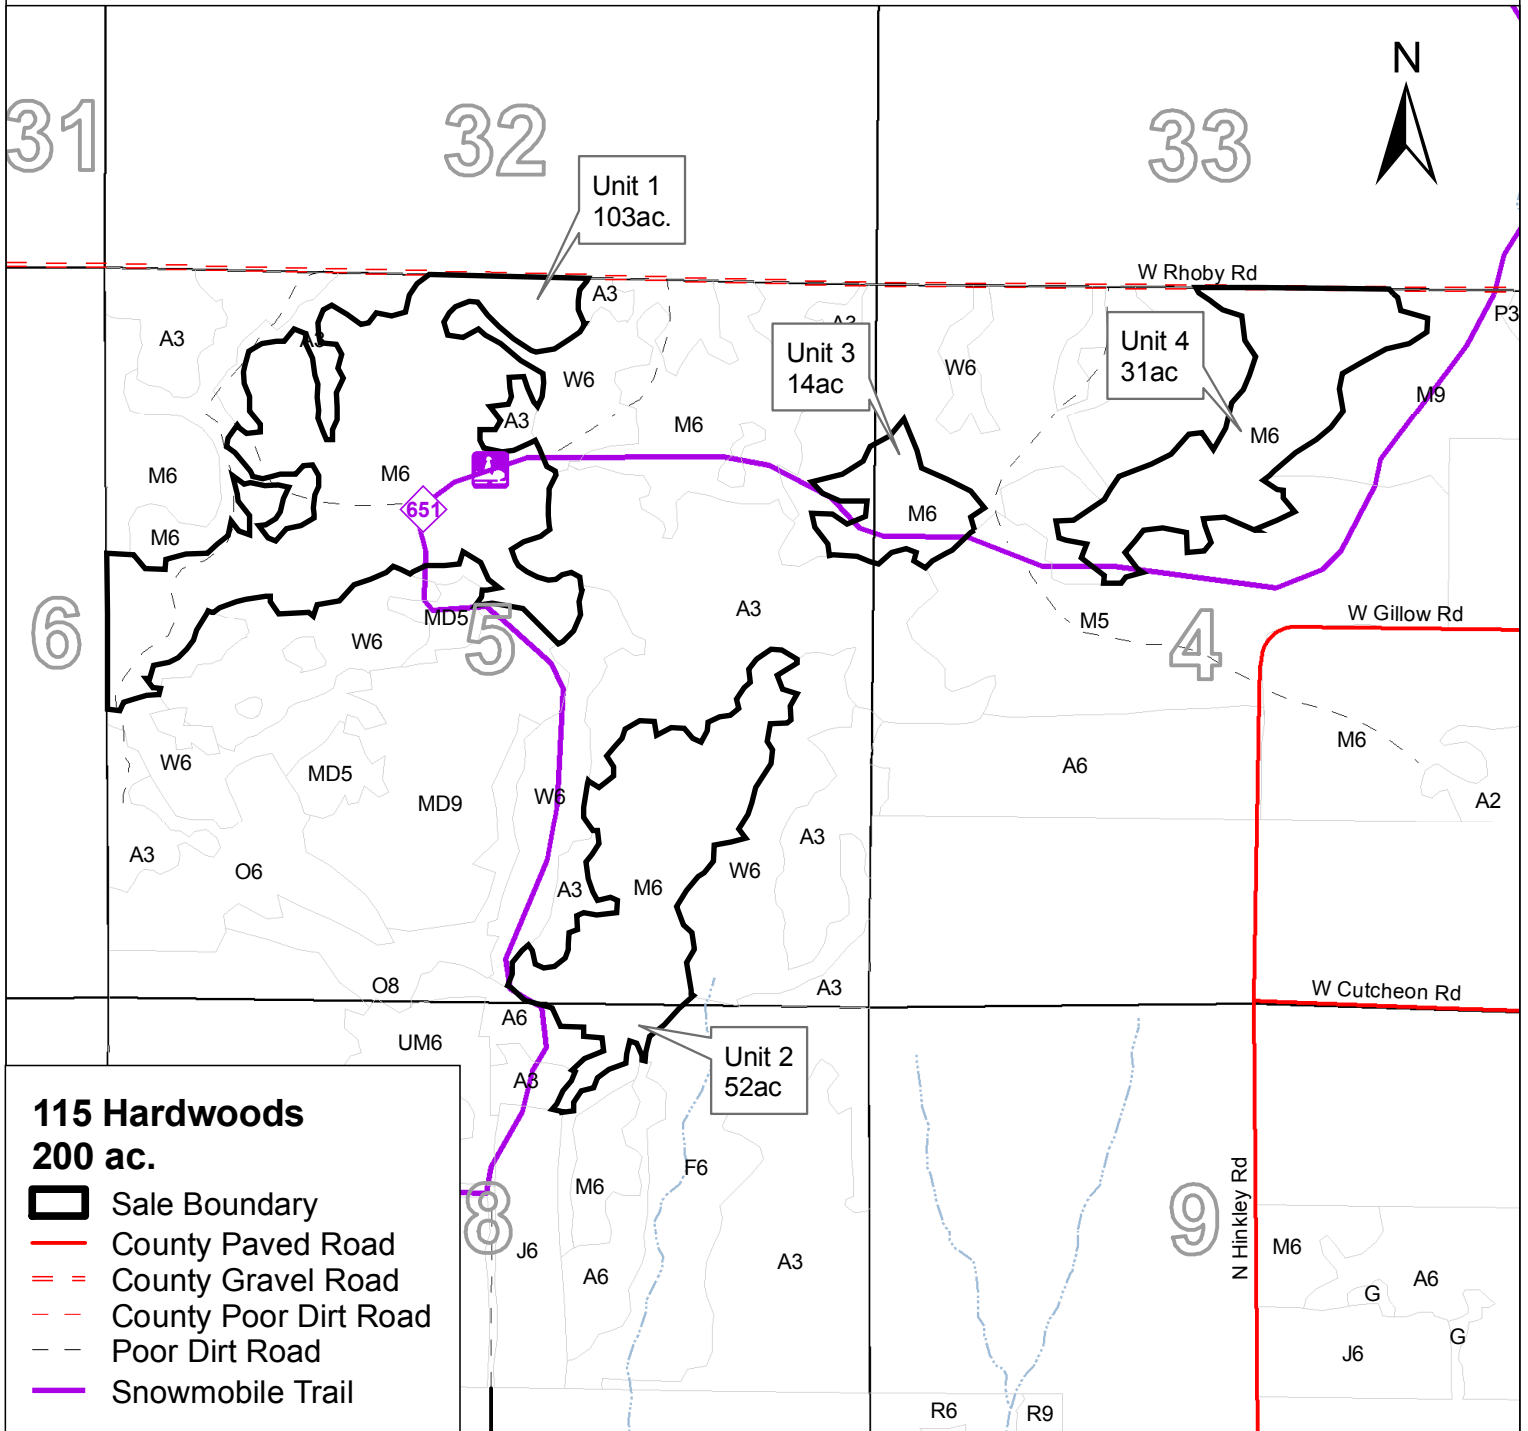 N
31
32
33
Unit 1
103ac.
W Rhoby Rd
A3
P3
A3
A3
A3
Unit 3
14ac
Unit 4
31ac
W6
W6
M9
A3
M6
M6
M6
M6
651
M6
M6
6
MD5
5
A3
M5
4
W Gillow Rd
W6
W6
MD5
MD9
W6
A6
M6
A2
A3
O6
A3
M6
W6
A3
O8
A3
W Cutcheon Rd
A6
UM6
A3
Unit 2
52ac
115 Hardwoods
200 ac.
Sale Boundary
County Paved Road
County Gravel Road
County Poor Dirt Road
Poor Dirt Road
Snowmobile Trail
M6
F6
8
J6
A6
A3
9
N Hinkley Rd
M6
A6
G
G
J6
R6
R9